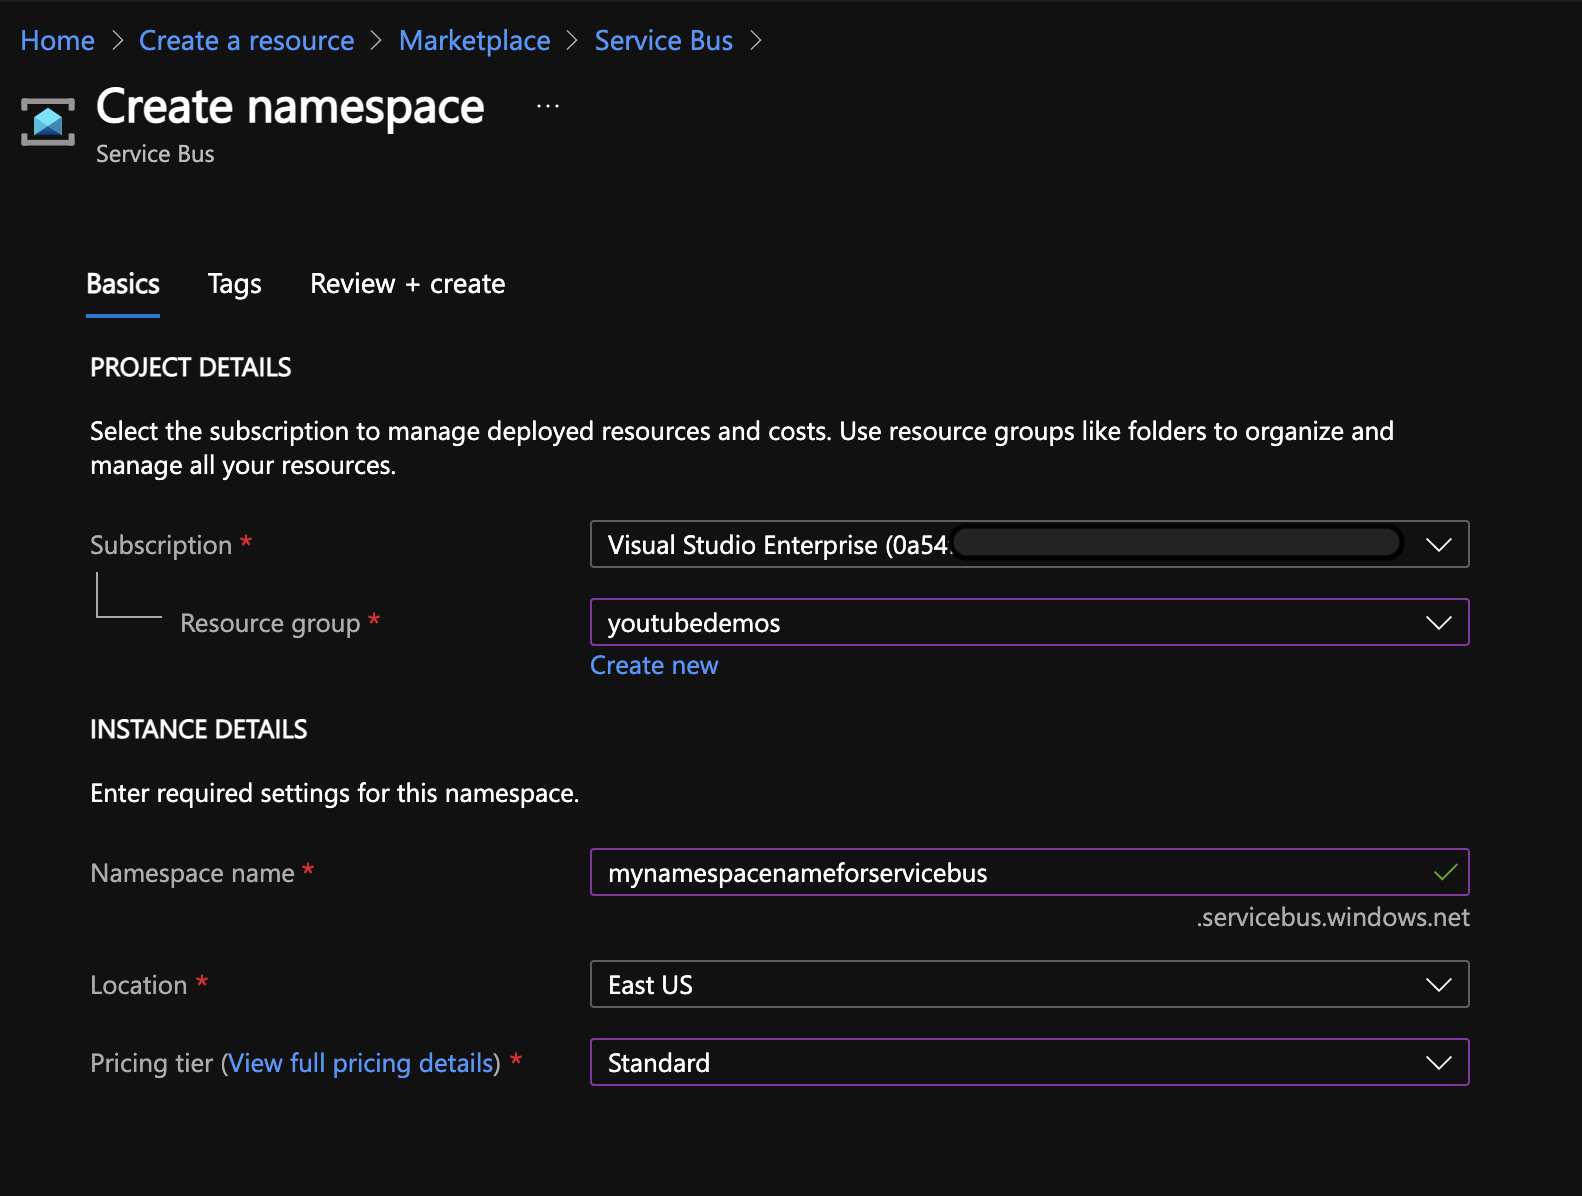 Home > Create a resource > Marketplace > Service Bus >
Create namespace ...
Service Bus
Basics Tags Review + create
PROJECT DETAILS
Select the subscription to manage deployed resources and costs. Use resource groups like folders to organize and
manage all your resources.
Subscription * Visual Studio Enterprise (0a54
Resource group * youtubedemos
Create new
INSTANCE DETAILS
Enter required settings for this namespace.
Namespace name * mynamespacenameforservicebus
.servicebus.windows.net
Location * East US
Pricing tier (View full pricing details) * Standard